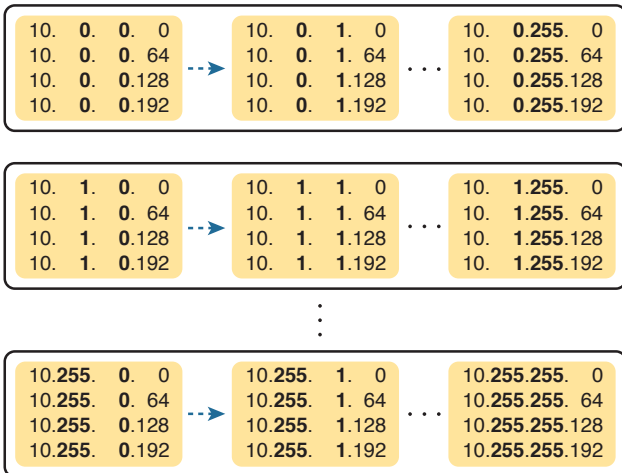 10. 0. 0. 0
10. 0. 0. 64
10. 0. 0.128
10. 0. 0.192
10. 0. 1. 0
10. 0. 1. 64
10. 0. 1.128
10. 0. 1.192
. . .
10. 0.255. 0
10. 0.255. 64
10. 0.255.128
10. 0.255.192
10. 1. 0. 0
10. 1. 0. 64
10. 1. 0.128
10. 1. 0.192
10. 1. 1. 0
10. 1. 1. 64
10. 1. 1.128
10. 1. 1.192
. . .
10. 1.255. 0
10. 1.255. 64
10. 1.255.128
10. 1.255.192
10.255. 0. 0
10.255. 0. 64
10.255. 0.128
10.255. 0.192
10.255. 1. 0
10.255. 1. 64
10.255. 1.128
10.255. 1.192
. . .
10.255.255. 0
10.255.255. 64
10.255.255.128
10.255.255.192